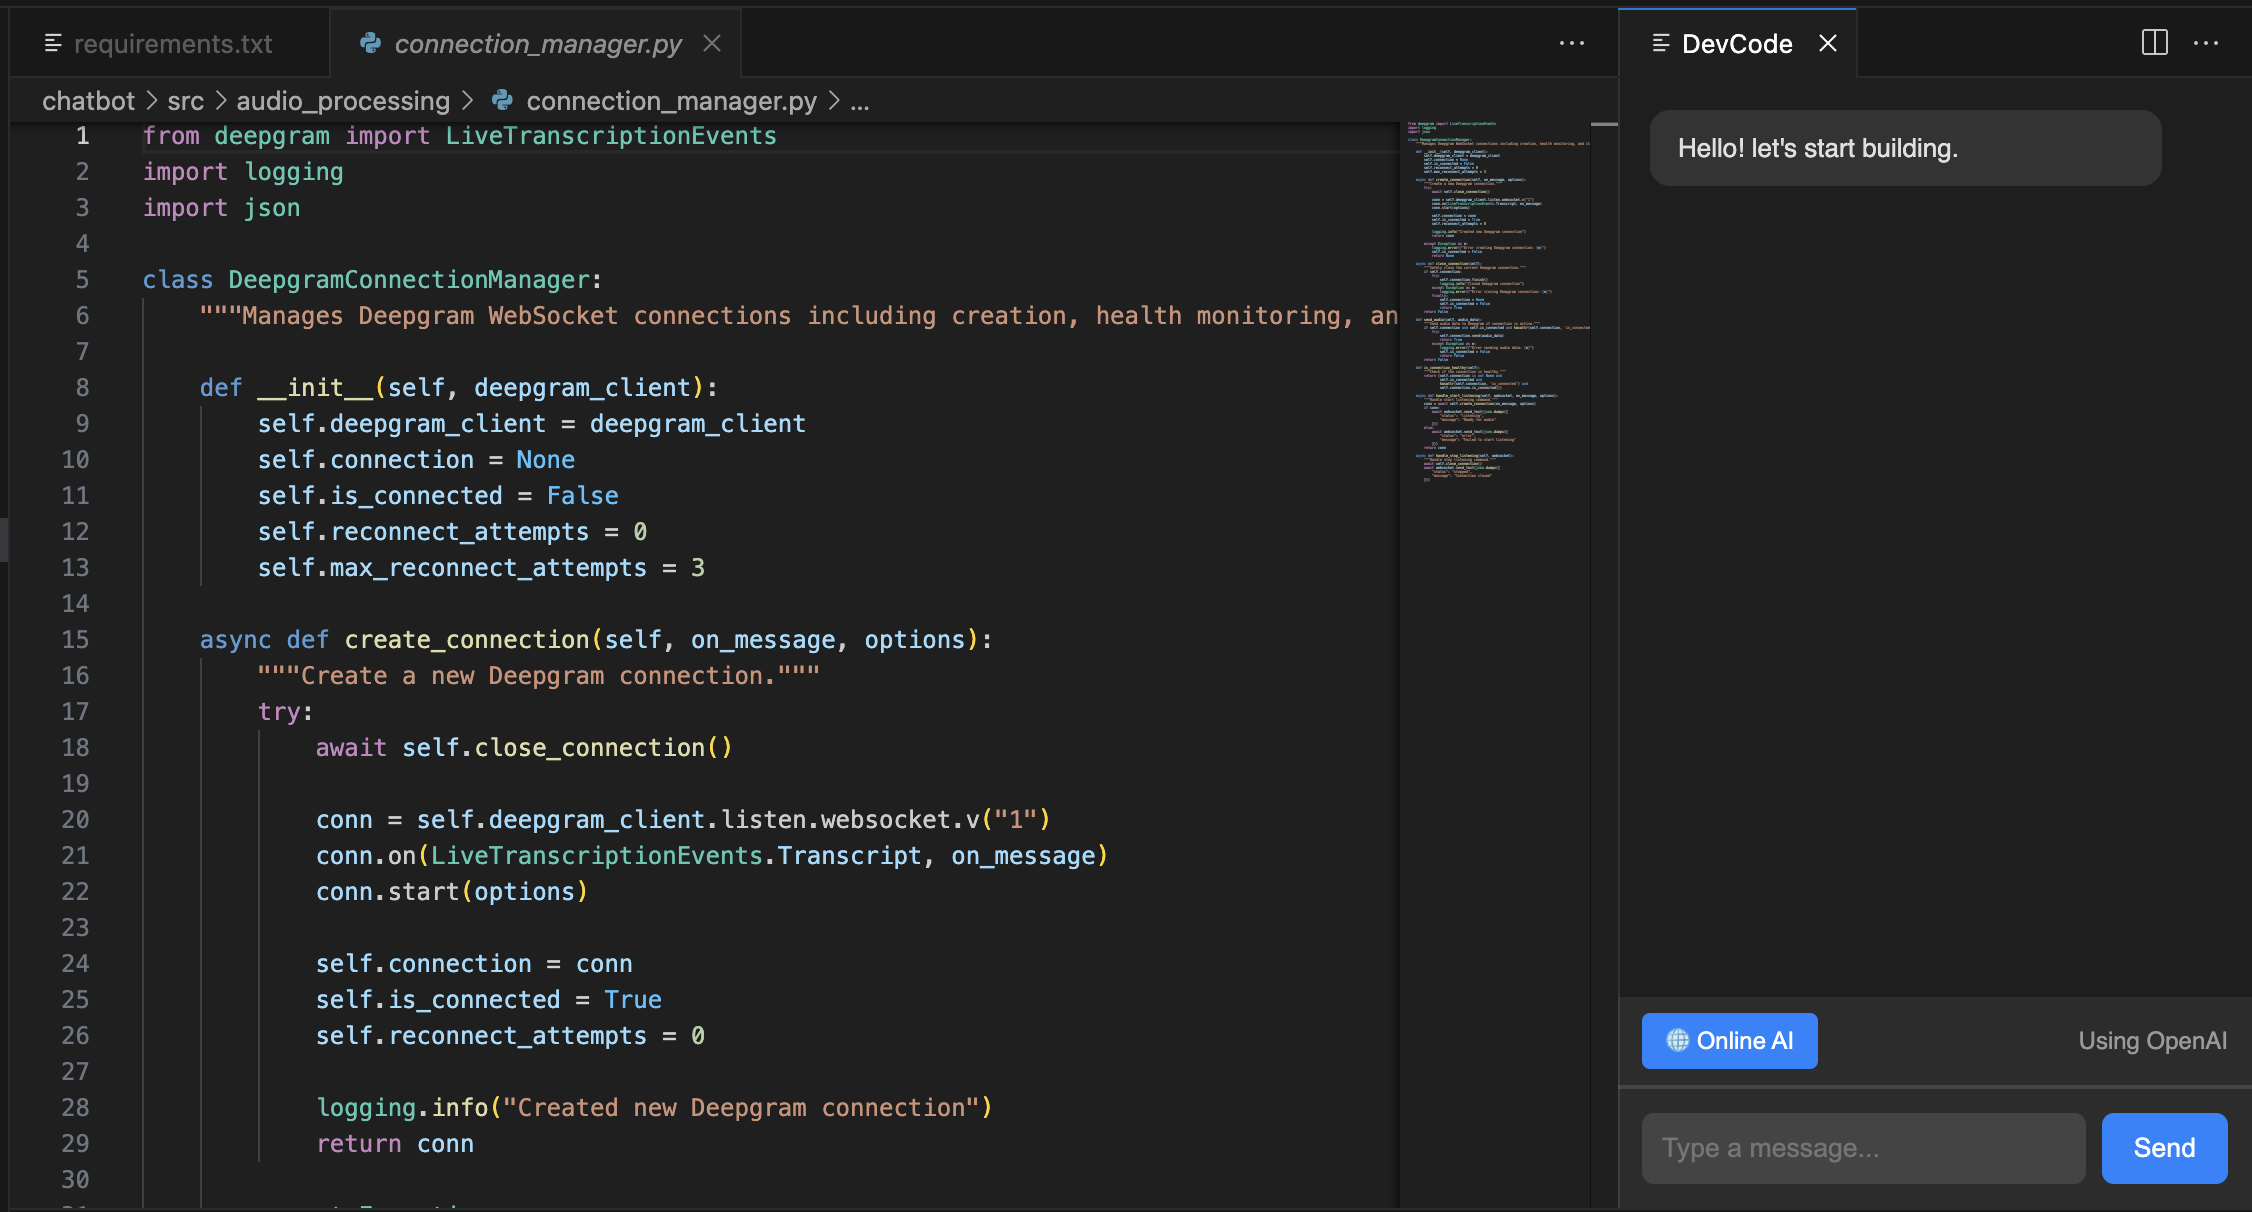 requirements.txt
connection_manager.py
DevCode
chatbot > src > audio_processing > connection_manager.py > ...
1 from deepgram import LiveTranscriptionEvents
2 import logging
3 import json
4
5 class DeepgramConnectionManager:
6 """Manages Deepgram WebSocket connections including creation, health monitoring, an
7
8 def __init__(self, deepgram_client):
9 self.deepgram_client = deepgram_client
10 self.connection = None
11 self.is_connected = False
12 self.reconnect_attempts = 0
13 self.max_reconnect_attempts = 3
14
15 async def create_connection(self, on_message, options):
16 """Create a new Deepgram connection."""
17 try:
18 await self.close_connection()
19
20 conn = self.deepgram_client.listen.websocket.v("1")
21 conn.on(LiveTranscriptionEvents.Transcript, on_message)
22 conn.start(options)
23
24 self.connection = conn
25 self.is_connected = True
26 self.reconnect_attempts = 0
27
28 logging.info("Created new Deepgram connection")
29 return conn
30
Hello! let's start building.
Online AI
Using OpenAI
Type a message...
Send